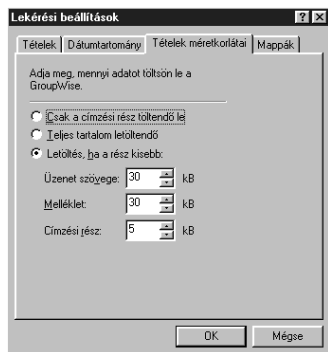 Lekérési beállítások
Tételek Dátumtartomány Tételek méretkorlátai Mappák
Adja meg, mennyi adatot töltsön le a
GroupWise.
Csak a címzési rész töltendő le
Teljes tartalom letöltendő
Letöltés, ha a rész kisebb:
Üzenet szövege: 30 kB
Melléklet: 30 kB
Címzési rész: 5 kB
OK Mégse